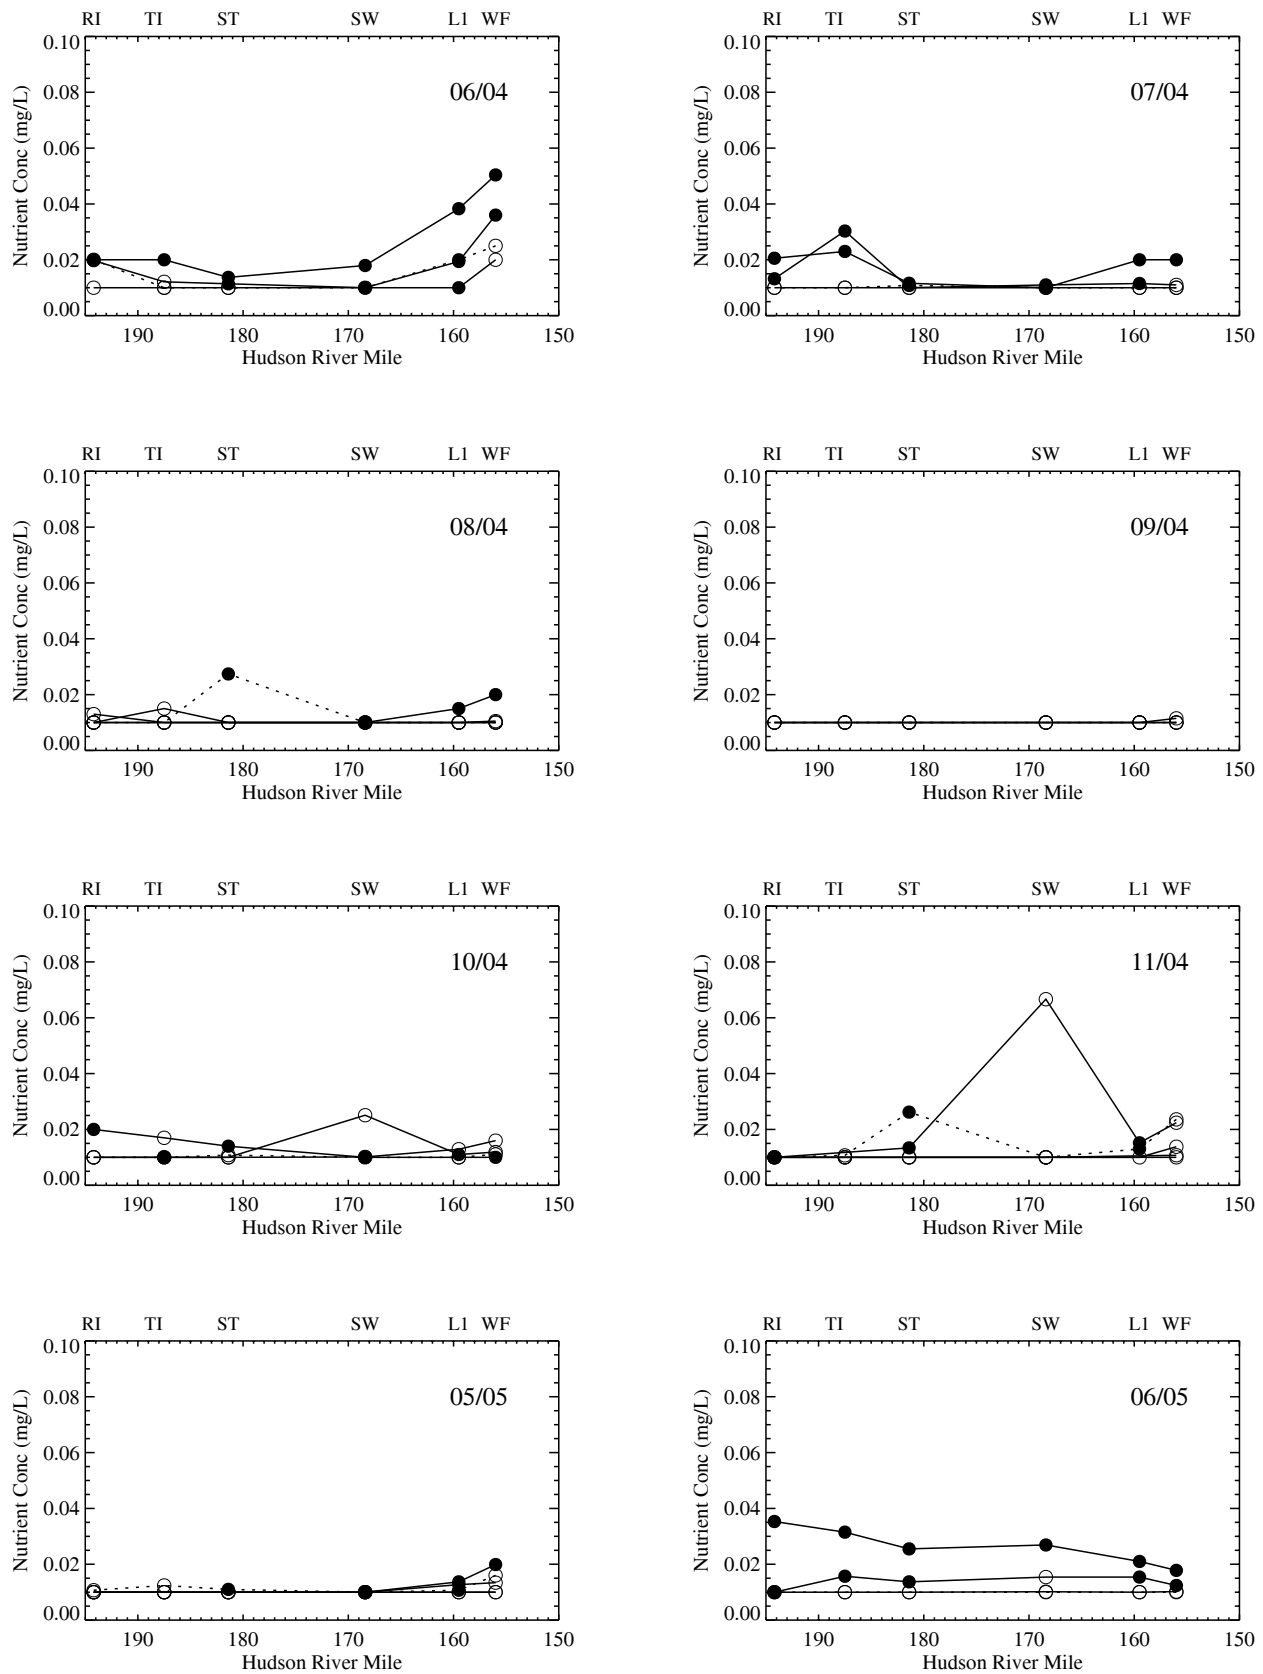 RI TI ST SW L1 WF
RI TI ST SW L1 WF
0.10
0.08
0.06
0.04
0.02
0.00
Nutrient Conc (mg/L)
06/04
190 180 170 160 150
Hudson River Mile
0.10
0.08
0.06
0.04
0.02
0.00
Nutrient Conc (mg/L)
07/04
190 180 170 160 150
Hudson River Mile
RI TI ST SW L1 WF
0.10
0.08
0.06
0.04
0.02
0.00
Nutrient Conc (mg/L)
08/04
190 180 170 160 150
Hudson River Mile
RI TI ST SW L1 WF
0.10
0.08
0.06
0.04
0.02
0.00
Nutrient Conc (mg/L)
09/04
190 180 170 160 150
Hudson River Mile
RI TI ST SW L1 WF
0.10
0.08
0.06
0.04
0.02
0.00
Nutrient Conc (mg/L)
10/04
190 180 170 160 150
Hudson River Mile
RI TI ST SW L1 WF
0.10
0.08
0.06
0.04
0.02
0.00
Nutrient Conc (mg/L)
11/04
190 180 170 160 150
Hudson River Mile
RI TI ST SW L1 WF
0.10
0.08
0.06
0.04
0.02
0.00
Nutrient Conc (mg/L)
05/05
190 180 170 160 150
Hudson River Mile
RI TI ST SW L1 WF
0.10
0.08
0.06
0.04
0.02
0.00
Nutrient Conc (mg/L)
06/05
190 180 170 160 150
Hudson River Mile